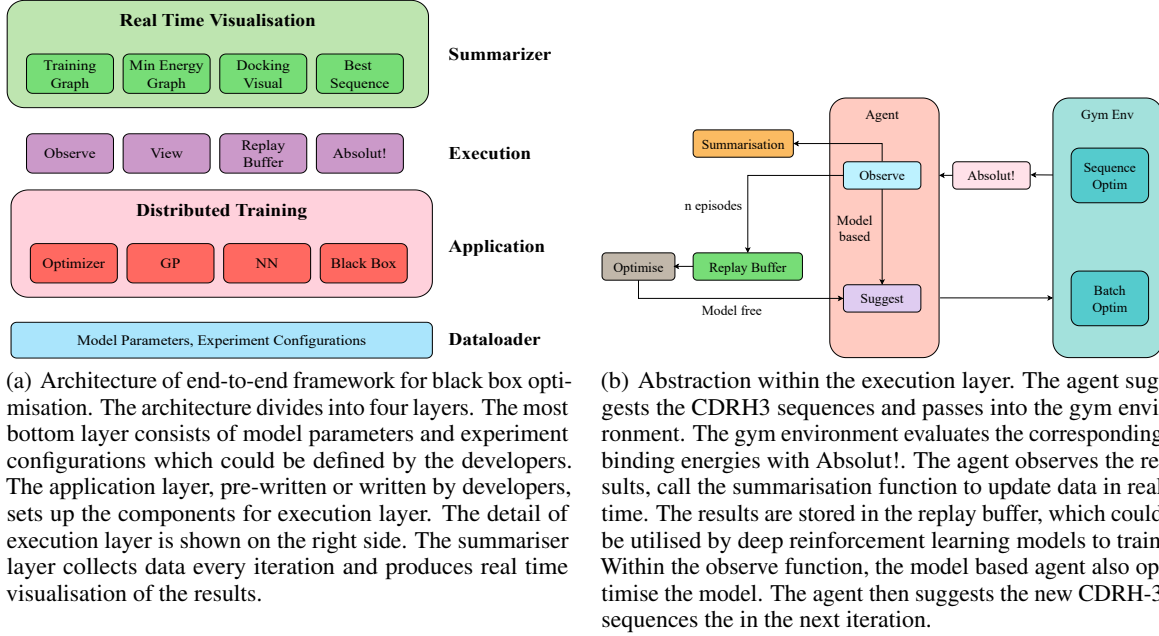 Real Time Visualisation
Training
Graph
Min Energy
Graph
Docking
Visual
Best
Sequence
Summarizer
Observe
View
Replay
Buffer
Absolut!
Execution
Distributed Training
Optimizer
GP
NN
Black Box
Application
Model Parameters, Experiment Configurations
Dataloader
(a) Architecture of end-to-end framework for black box opti-
misation. The architecture divides into four layers. The most
bottom layer consists of model parameters and experiment
configurations which could be defined by the developers.
The application layer, pre-written or written by developers,
sets up the components for execution layer. The detail of
execution layer is shown on the right side. The summariser
layer collects data every iteration and produces real time
visualisation of the results.
Agent
Gym Env
Summarisation
Observe
Absolut!
Sequence
Optim
n episodes
Model
based
Optimise
Replay Buffer
Suggest
Batch
Optim
Model free
(b) Abstraction within the execution layer. The agent sug-
gests the CDRH3 sequences and passes into the gym envi-
ronment. The gym environment evaluates the corresponding
binding energies with Absolut!. The agent observes the re-
sults, call the summarisation function to update data in real
time. The results are stored in the replay buffer, which could
be utilised by deep reinforcement learning models to train.
Within the observe function, the model based agent also op-
timise the model. The agent then suggests the new CDRH-3
sequences the in the next iteration.